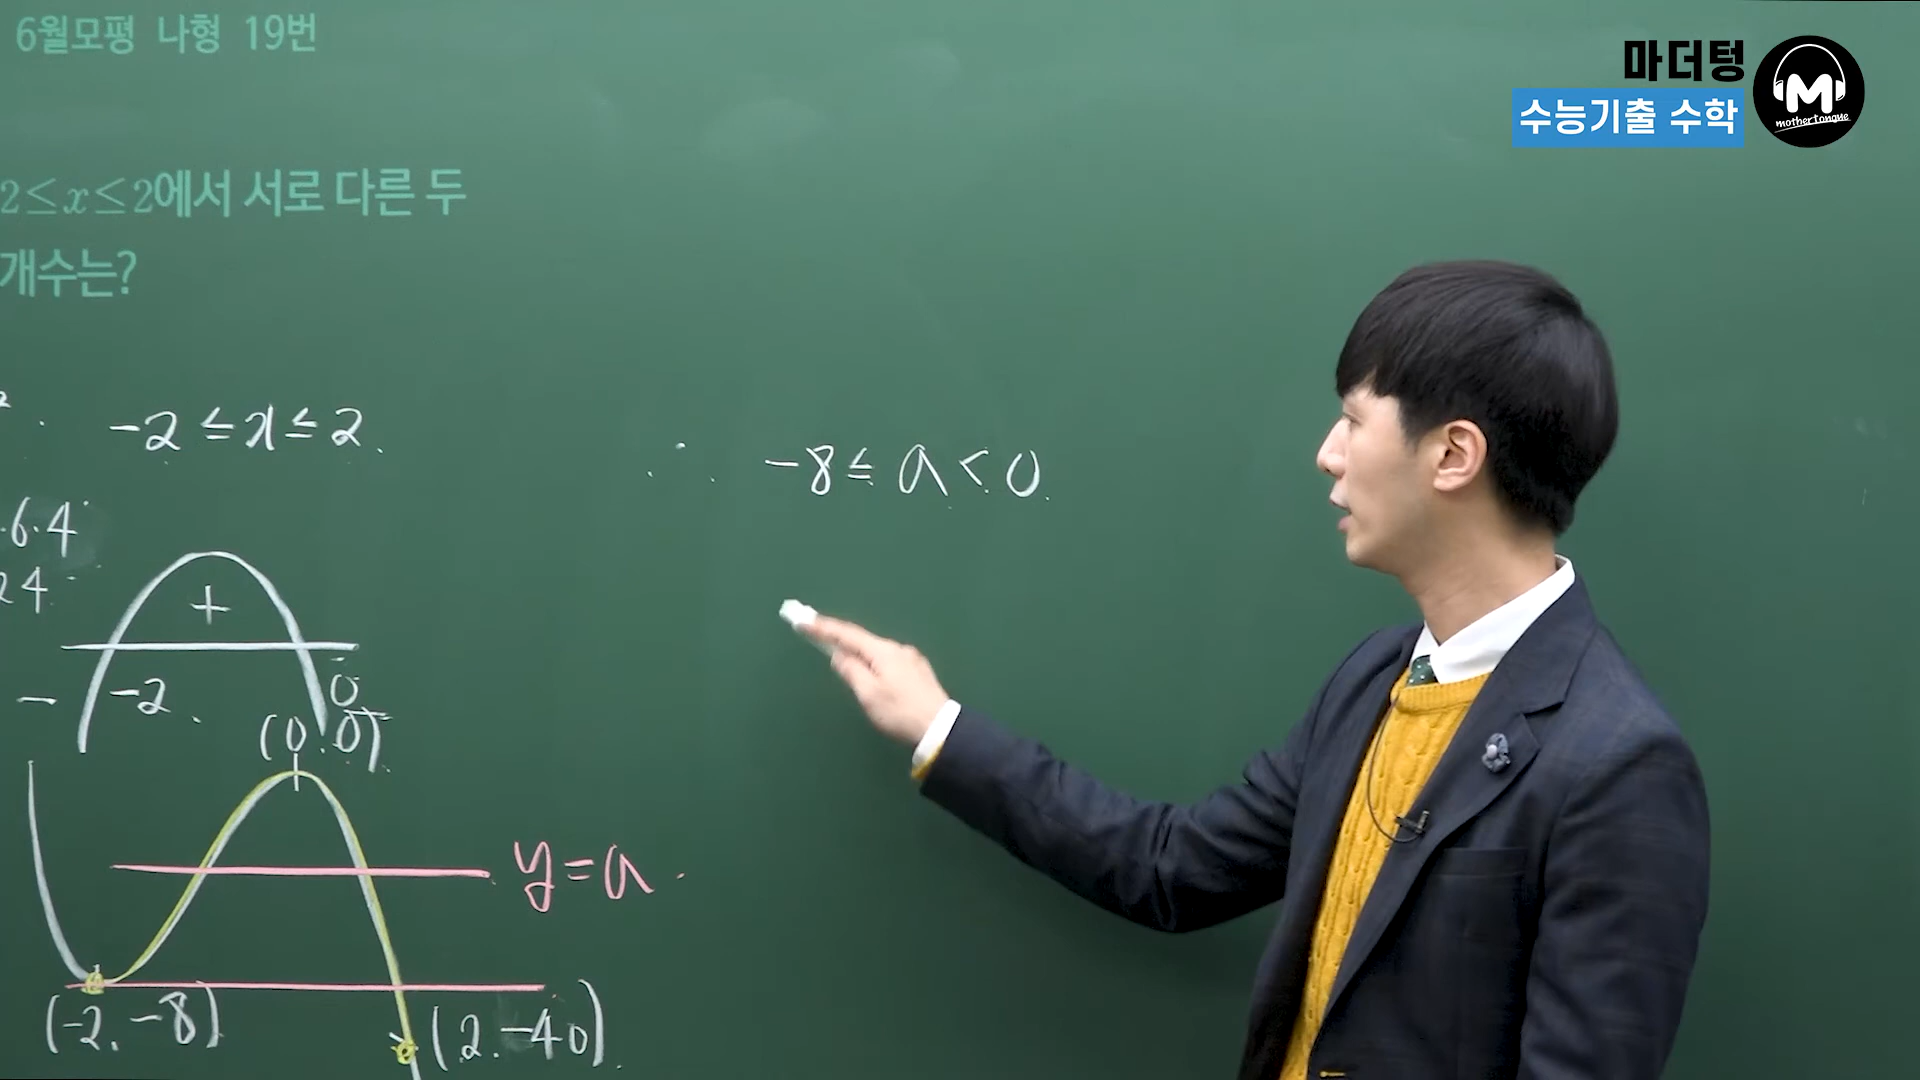 6월모평 나형 19번
마더텅
수능기출 수학
M
mothertongue
2≤x≤2에서 서로 다른 두
개수는?
-2≤x≤2.
∴ -8≤a<0.
6.4
24
+
-
-2.
0
(0.0)
y=a.
(-2.-8)
(2.-40).